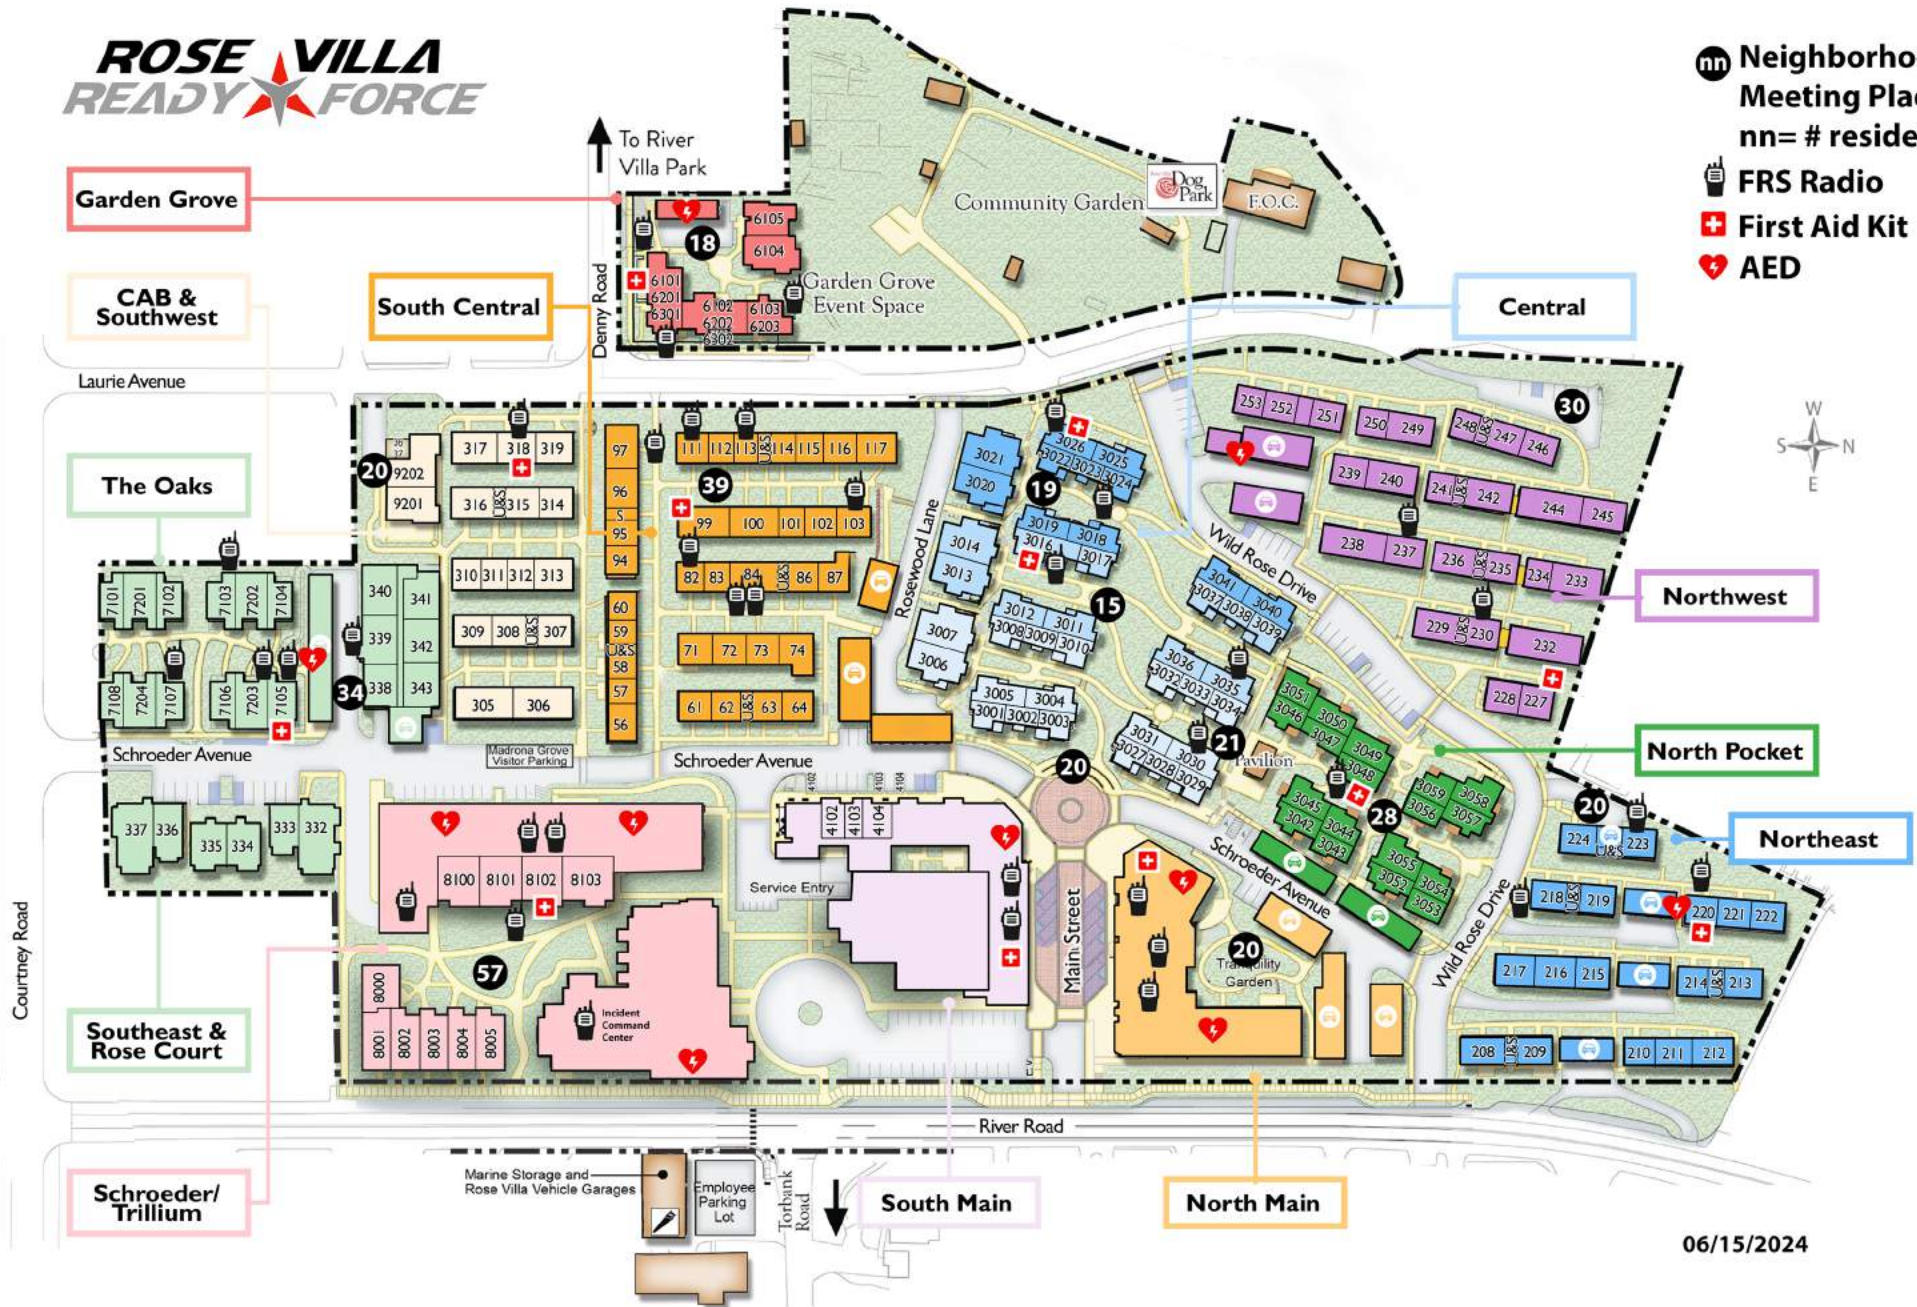 ROSE VILLA
READY FORCE
nn Neighborho
Meeting Pla
nn= # reside
FRS Radio
First Aid Kit
AED
To River
Villa Park
Garden Grove
CAB &
Southwest
South Central
The Oaks
Southeast &
Rose Court
Schroeder/
Trillium
South Main
North Main
Central
Northwest
North Pocket
Northeast
W
S N
E
Community Garden
Dog
Park
F.O.C.
Garden Grove
Event Space
Denny Road
Laurie Avenue
Rosewood Lane
Wild Rose Drive
Schroeder Avenue
Madrona Grove
Visitor Parking
Schroeder Avenue
Schroeder Avenue
Wild Rose Drive
Courtney Road
Service Entry
Main Street
Pavilion
Tranquility
Garden
Incident
Command
Center
River Road
Marine Storage and
Rose Villa Vehicle Garages
Employee
Parking
Lot
Torbank
Road
06/15/2024
18
6105
6104
6101
6201
6301
6102
6202
6302
6103
6203
20
36
37
9202
9201
317 318 319
316 U&S 315 314
310 311 312 313
309 308 U&S 307
305 306
97
96
S
95
94
60
59
U&S
58
57
56
111 112 113 U&S 114 115 116 117
39
99 100 101 102 103
82 83 84 U&S 86 87
71 72 73 74
61 62 U&S 63 64
7101 7201 7102
7103 7202 7104
7108 7204 7107
7106 7203 7105
34
340 341
339 342
338 343
337 336
335 334
333 332
8100 8101 8102 8103
57
8000
8001 8002 8003 8004 8005
4102 4103 4104
4102 4103 4104
20
20
3021
3020
3026 3025
3022 3023 3024
19
3019 3018
3016 3017
3014
3013
3012 3011
3008 3009 3010
15
3007
3006
3005 3004
3001 3002 3003
3041 3040
3037 3038 3039
3036 3035
3032 3033 3034
3031 3030
3027 3028 3029
21
3051 3050 3049
3046 3047 3048
3045 3044
3042 3043
28
3059 3058
3056 3057
3055 3054
3052 3053
253 252 251
250 249
248 U&S 247 246
30
239 240
241 U&S 242
244 245
238 237
236 U&S 235
234 233
229 U&S 230
232
228 227
20
224 U&S 223
218 U&S 219
220 221 222
217 216 215
214 U&S 213
208 U&S 209
210 211 212